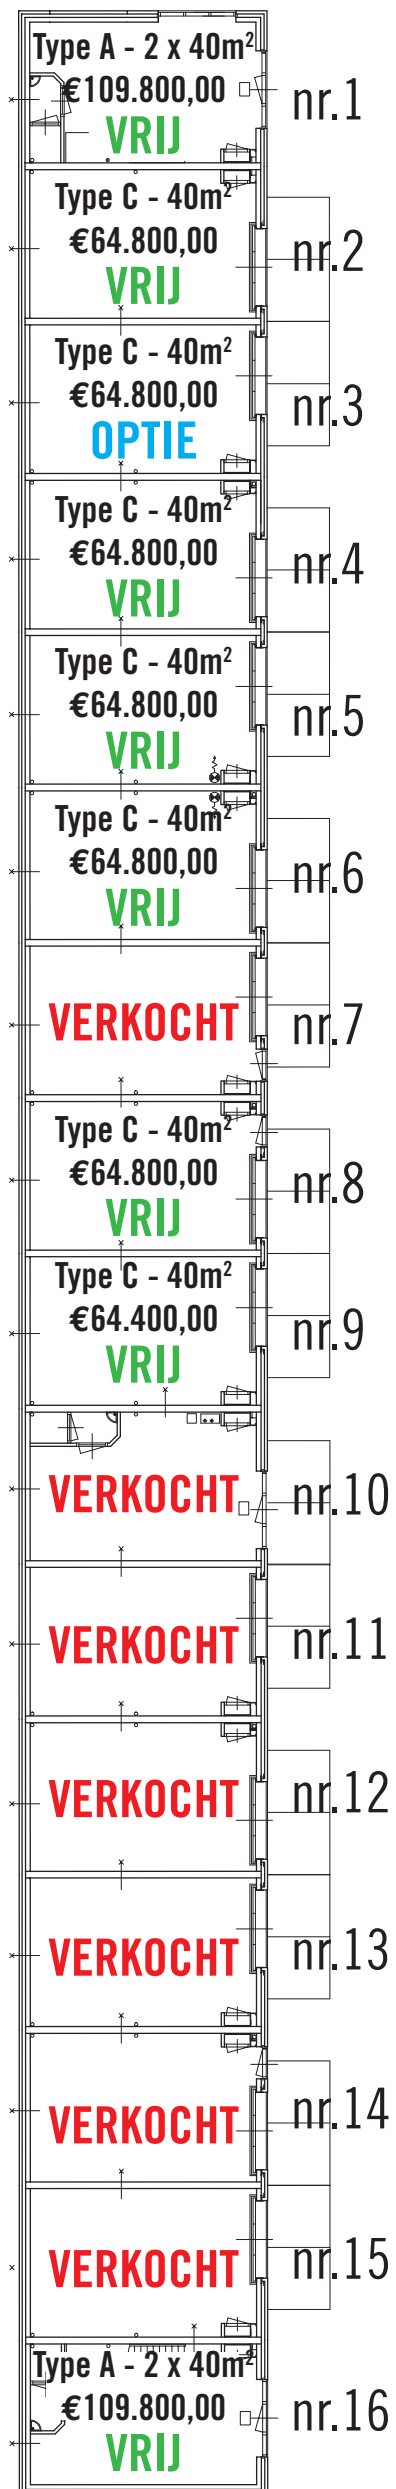 Type A - 2 x 40m²
€109.800,00
VRIJ
nr.1
Type C - 40m²
€64.800,00
VRIJ
nr.2
Type C - 40m²
€64.800,00
OPTIE
nr.3
Type C - 40m²
€64.800,00
VRIJ
nr.4
Type C - 40m²
€64.800,00
VRIJ
nr.5
Type C - 40m²
€64.800,00
VRIJ
nr.6
VERKOCHT
nr.7
Type C - 40m²
€64.800,00
VRIJ
nr.8
Type C - 40m²
€64.400,00
VRIJ
nr.9
VERKOCHT
nr.10
VERKOCHT
nr.11
VERKOCHT
nr.12
VERKOCHT
nr.13
VERKOCHT
nr.14
VERKOCHT
nr.15
Type A - 2 x 40m²
€109.800,00
VRIJ
nr.16